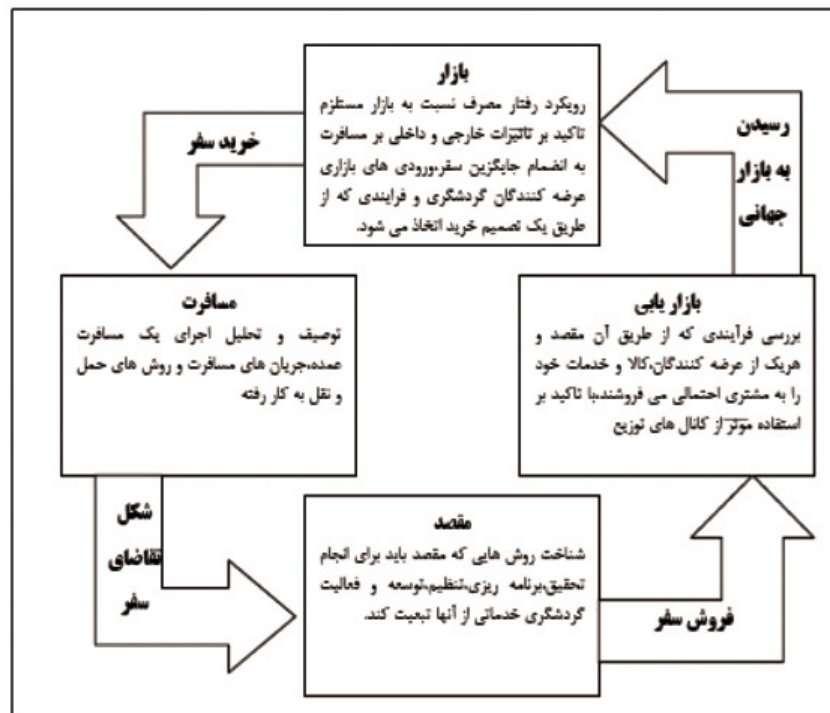 بازار
رویکرد رفتار مصرف نسبت به بازار مستلزم
تاکید بر تاثیرات خارجی و داخلی بر مسافرت
به انضمام جایگزین سفر،ورودی های بازاری
عرضه کنندگان گردشگری و فرایندی که از
طریق یک تصمیم خرید اتخاذ می شود.
خرید سفر
مسافرت
توصیف و تحلیل اجرای یک مسافرت
عمده،جریان های مسافرت و روش های حمل
و نقل به کار رفته
شکل
تقاضای
سفر
مقصد
شناخت روش هایی که مقصد باید برای انجام
تحقیق،برنامه ریزی،تنظیم،توسعه و فعالیت
گردشگری خدماتی از آنها تبعیت کند.
فروش سفر
بازار یابی
بررسی فرآیندی که از طریق آن مقصد و
هریک از عرضه کنندگان،کالا و خدمات خود
را به مشتری احتمالی می فروشند،با تاکید بر
استفاده موثر از کانال های توزیع
رسیدن
به بازار
جهانی